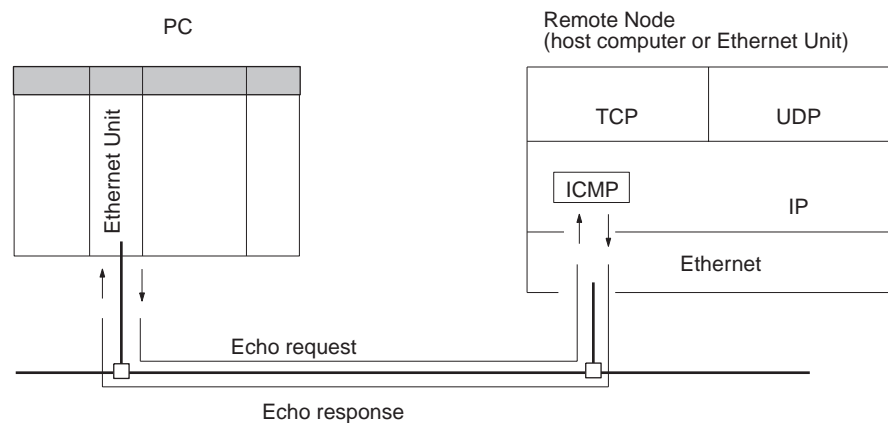 PC
Remote Node
(host computer or Ethernet Unit)
Ethernet Unit
TCP
UDP
ICMP
IP
Ethernet
Echo request
Echo response